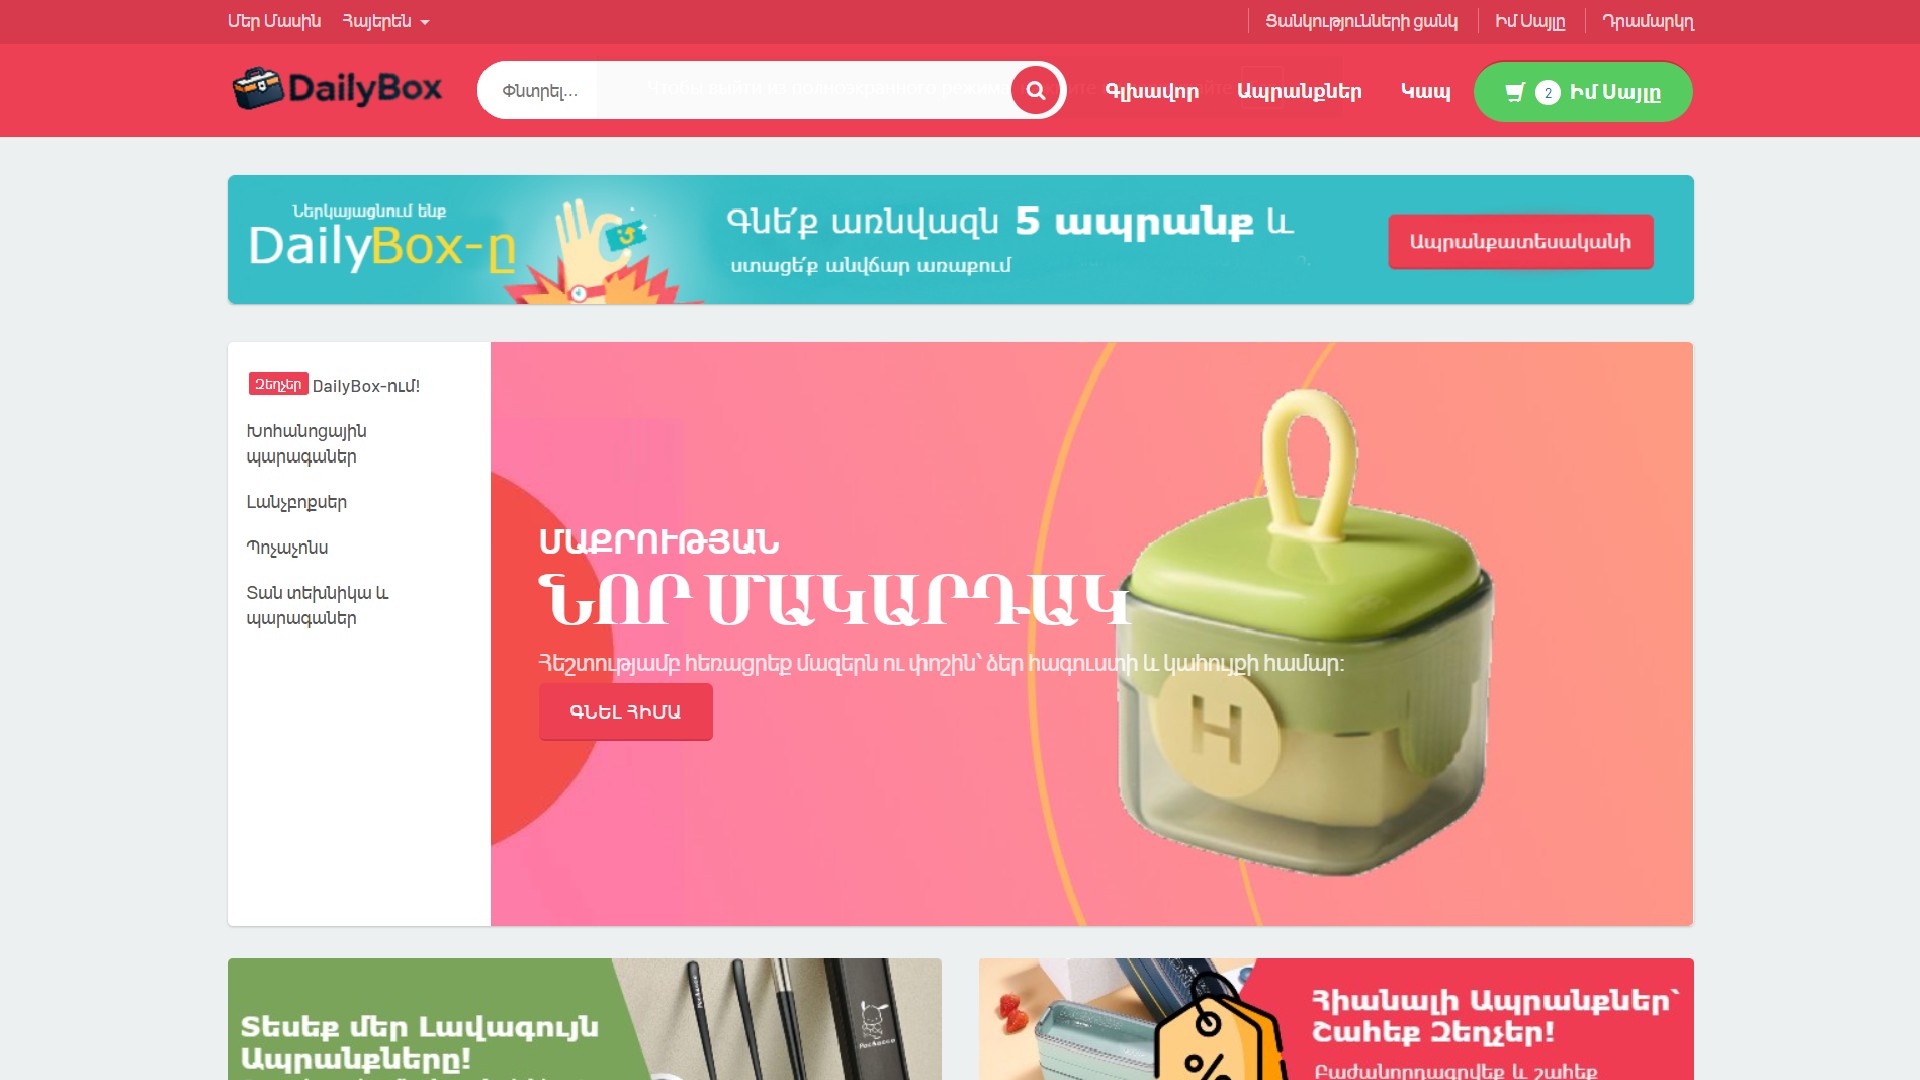 Մեր Մասին
Հայերեն
Ցանկությունների ցանկ
Իմ Սայլը
Դրամարկղ
DailyBox
Փնտրել...
Գլխավոր
Ապրանքներ
Կապ
2 Իմ Սայլը
Ներկայացնում ենք
DailyBox-ը
Գնե՛ք առնվազն 5 ապրանք և
ստացե՛ք անվճար առաքում
Ապրանքատեսականի
Զեղչեր DailyBox-ում!
Խոհանոցային
պարագաներ
Լանչբոքսեր
Պոչաչոնս
Տան տեխնիկա և
պարագաներ
ՄԱՔՐՈՒԹՅԱՆ
ՆՈՐ ՄԱԿԱՐԴԱԿ
Հեշտությամբ հեռացրեք մազերն ու փոշին՝ ձեր հագուստի և կահույքի համար:
ԳՆԵԼ ՀԻՄԱ
H
Տեսեք մեր Լավագույն
Ապրանքները!
Pochacco
%
Հիանալի Ապրանքներ՝
Շահեք Զեղչեր!
Բաժանորդագրվեք և շահեք